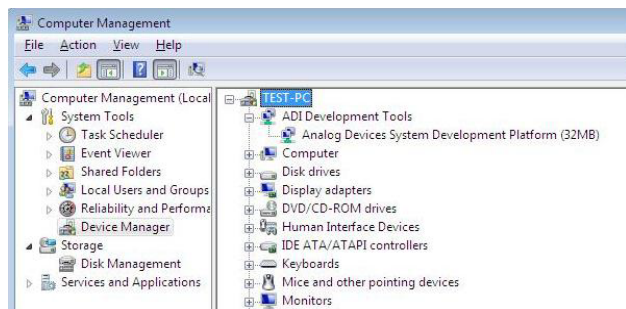 Computer Management
File Action View Help
Computer Management (Local
System Tools
Task Scheduler
Event Viewer
Shared Folders
Local Users and Groups
Reliability and Performa
Device Manager
Storage
Disk Management
Services and Applications
TEST-PC
ADI Development Tools
Analog Devices System Development Platform (32MB)
Computer
Disk drives
Display adapters
DVD/CD-ROM drives
Human Interface Devices
IDE ATA/ATAPI controllers
Keyboards
Mice and other pointing devices
Monitors